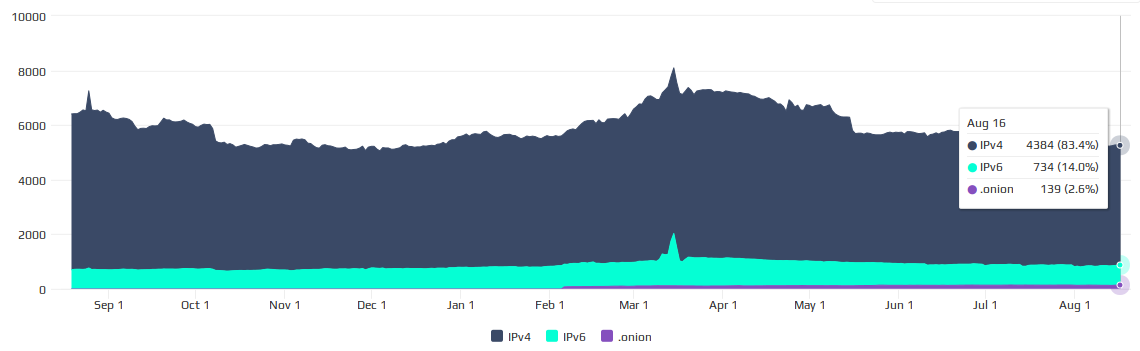 10000
8000
6000
4000
2000
0
Sep 1 Oct 1 Nov 1 Dec 1 Jan 1 Feb 1 Mar 1 Apr 1 May 1 Jun 1 Jul 1 Aug 1
Aug 16
IPv4 4384 (83.4%)
IPv6 734 (14.0%)
.onion 139 (2.6%)
IPv4 IPv6 .onion